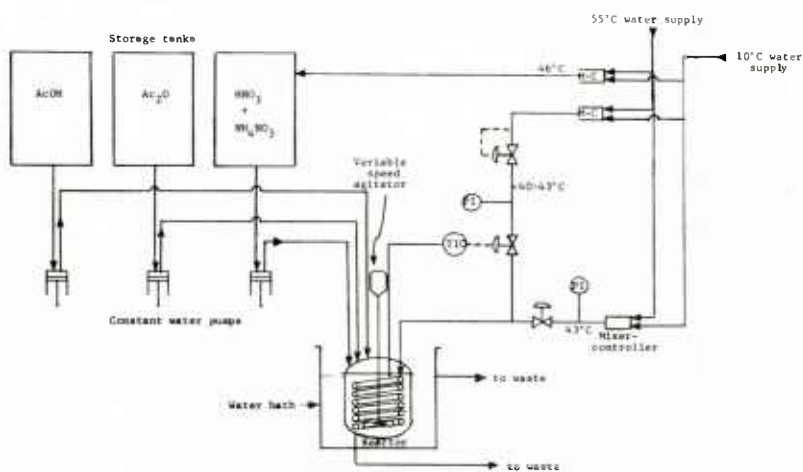 55°C water supply
10°C water
supply
Storage tanks
AcOH
Ac2O
HNO3
+
NH4NO3
46°C
M-C
M-C
Variable
speed
agitator
40-43°C
PI
TIC
PI
43°C
Mixer-
controller
Constant water pumps
Water bath
Reactor
to waste
to waste